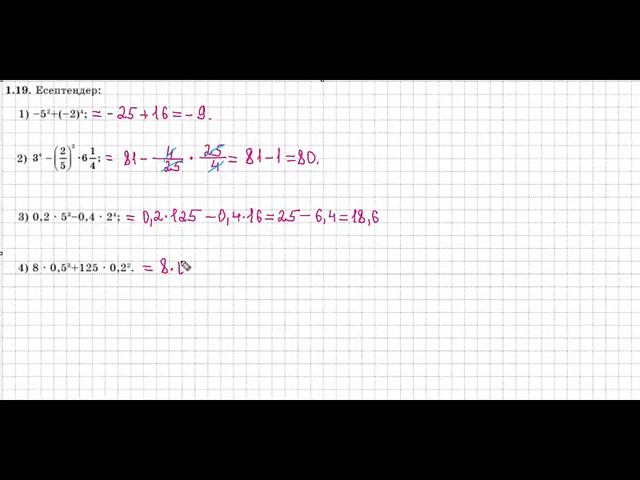 1.19. Есептеңдер:
1) −5²+(−2)⁴; = − 25 + 16 = − 9.
2) 3⁴ − (2/5)² · 6 1/4; = 81 − 4/25 · 25/4 = 81 − 1 = 80.
3) 0,2 · 5³−0,4 · 2⁴; = 0,2 · 125 − 0,4 · 16 = 25 − 6,4 = 18,6
4) 8 · 0,5³+125 · 0,2². = 8 ·